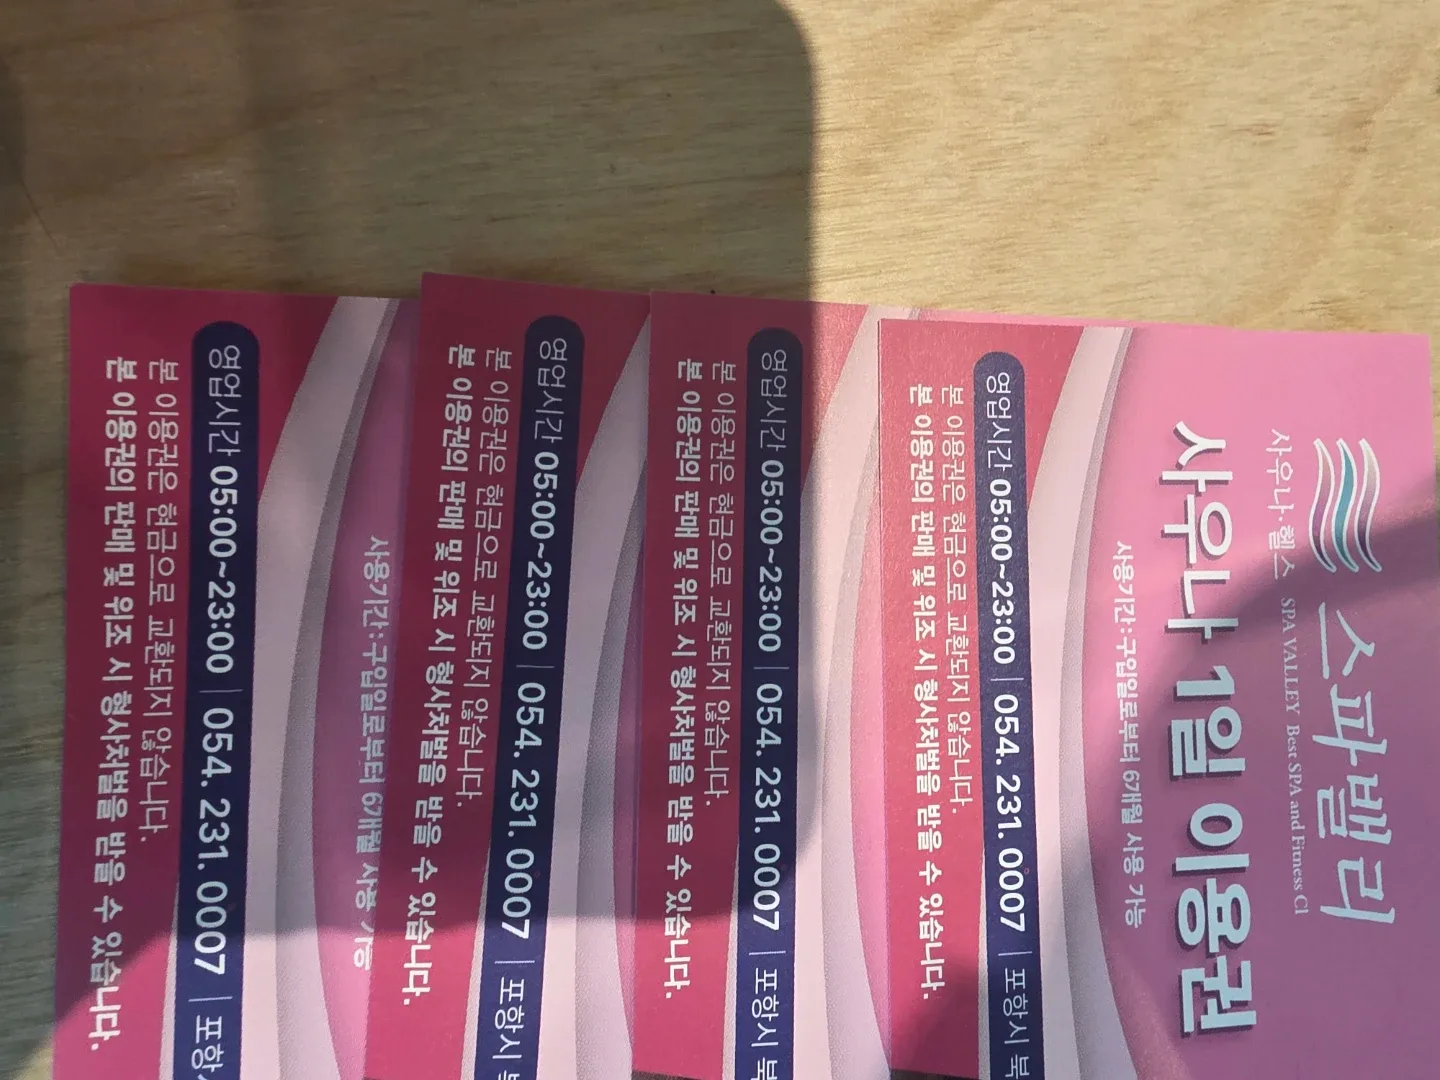 스파밸리
사우나·헬스 SPA VALLEY Best SPA and Fitness Cl
사우나 1일 이용권
사용기간:구입일로부터 6개월 사용 가능
영업시간 05:00~23:00 | 054. 231. 0007 | 포항시 북
본 이용권은 현금으로 교환되지 않습니다.
본 이용권의 판매 및 위조 시 형사처벌을 받을 수 있습니다.
영업시간 05:00~23:00 | 054. 231. 0007 | 포항시 북
본 이용권은 현금으로 교환되지 않습니다.
본 이용권의 판매 및 위조 시 형사처벌을 받을 수 있습니다.
영업시간 05:00~23:00 | 054. 231. 0007 | 포항시
본 이용권은 현금으로 교환되지 않습니다.
본 이용권의 판매 및 위조 시 형사처벌을 받을 수 있습니다.
사용기간:구입일로부터 6개월 사용 가능
영업시간 05:00~23:00 | 054. 231. 0007 | 포항시
본 이용권은 현금으로 교환되지 않습니다.
본 이용권의 판매 및 위조 시 형사처벌을 받을 수 있습니다.